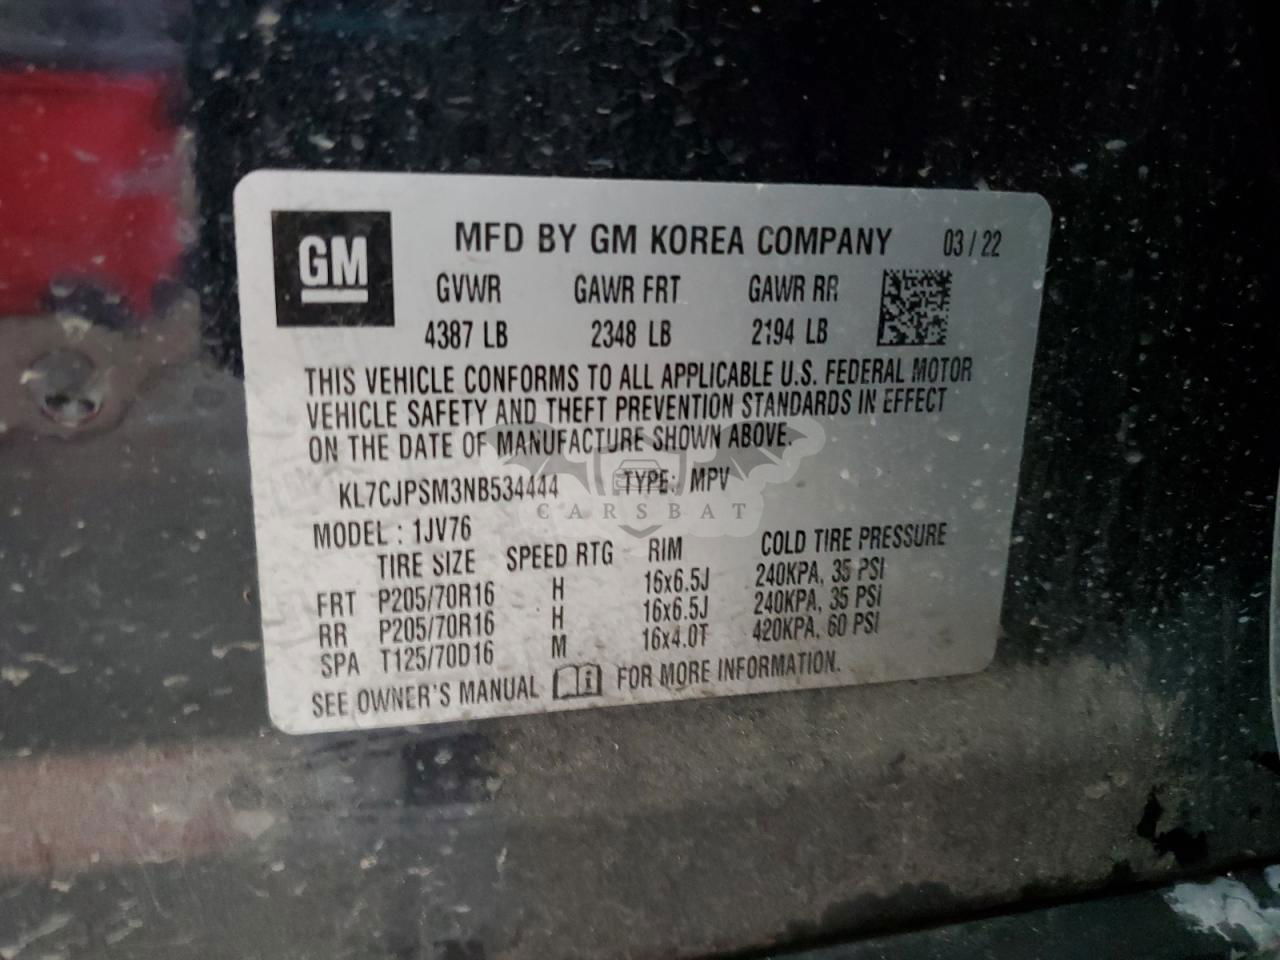 GM
MFD BY GM KOREA COMPANY 03 / 22
GVWR GAWR FRT GAWR RR
4387 LB 2348 LB 2194 LB
THIS VEHICLE CONFORMS TO ALL APPLICABLE U.S. FEDERAL MOTOR
VEHICLE SAFETY AND THEFT PREVENTION STANDARDS IN EFFECT
ON THE DATE OF MANUFACTURE SHOWN ABOVE.
KL7CJPSM3NB534444 TYPE: MPV
CARSBAT
MODEL : 1JV76
TIRE SIZE SPEED RTG RIM COLD TIRE PRESSURE
FRT P205/70R16 H 16x6.5J 240KPA, 35 PSI
RR P205/70R16 H 16x6.5J 240KPA, 35 PSI
SPA T125/70D16 M 16x4.0T 420KPA, 60 PSI
SEE OWNER'S MANUAL i FOR MORE INFORMATION.